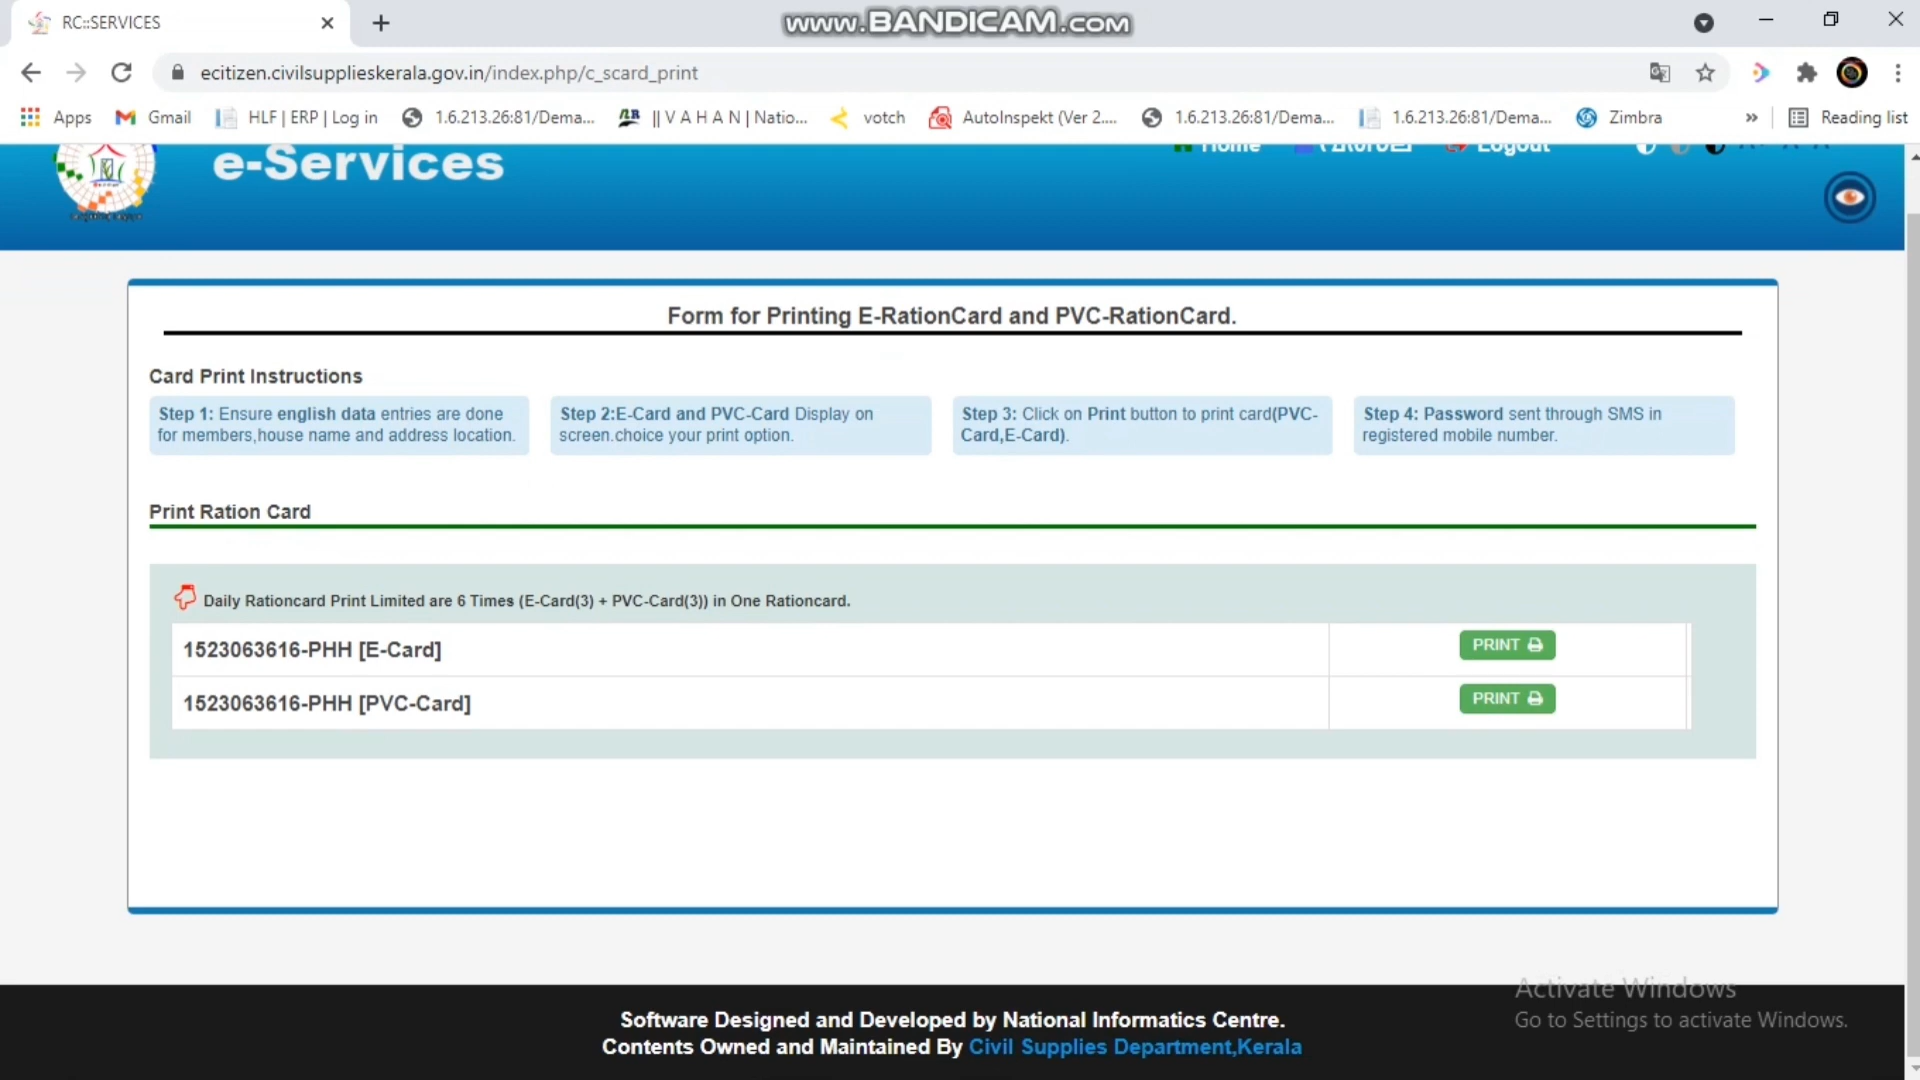 RC::SERVICES
www.BANDICAM.com
ecitizen.civilsupplieskerala.gov.in/index.php/c_scard_print
Apps Gmail HLF | ERP | Log in 1.6.213.26:81/Dema... || V A H A N | Natio... votch AutoInspekt (Ver 2.... 1.6.213.26:81/Dema... 1.6.213.26:81/Dema... Zimbra » Reading list
e-Services Home Logout
Form for Printing E-RationCard and PVC-RationCard.
Card Print Instructions
Step 1: Ensure english data entries are done
for members,house name and address location.
Step 2:E-Card and PVC-Card Display on
screen.choice your print option.
Step 3: Click on Print button to print card(PVC-
Card,E-Card).
Step 4: Password sent through SMS in
registered mobile number.
Print Ration Card
Daily Rationcard Print Limited are 6 Times (E-Card(3) + PVC-Card(3)) in One Rationcard.
1523063616-PHH [E-Card] PRINT
1523063616-PHH [PVC-Card] PRINT
Activate Windows
Go to Settings to activate Windows.
Software Designed and Developed by National Informatics Centre.
Contents Owned and Maintained By Civil Supplies Department,Kerala